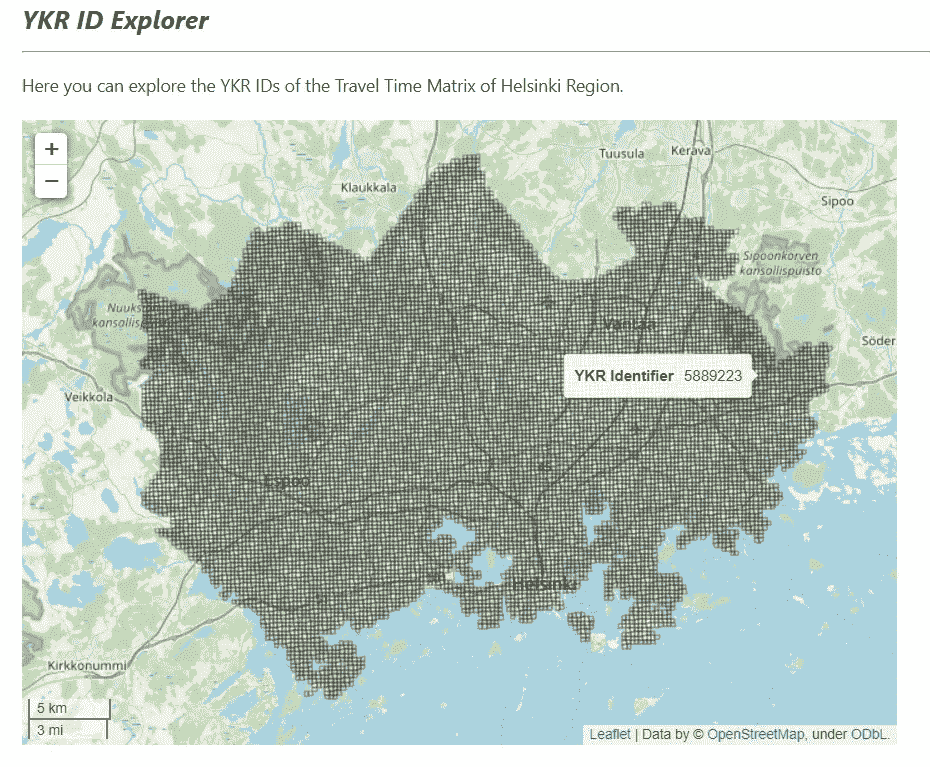 YKR ID Explorer
Here you can explore the YKR IDs of the Travel Time Matrix of Helsinki Region.
+
−
Tuusula
Kerava
Klaukkala
Sipoo
Sipoonkorven
kansallispuisto
Vantaa
Söder
YKR Identifier 5889223
Veikkola
45
Espoo
Helsinki
Kirkkonummi
5 km
3 mi
Leaflet | Data by © OpenStreetMap, under ODbL.